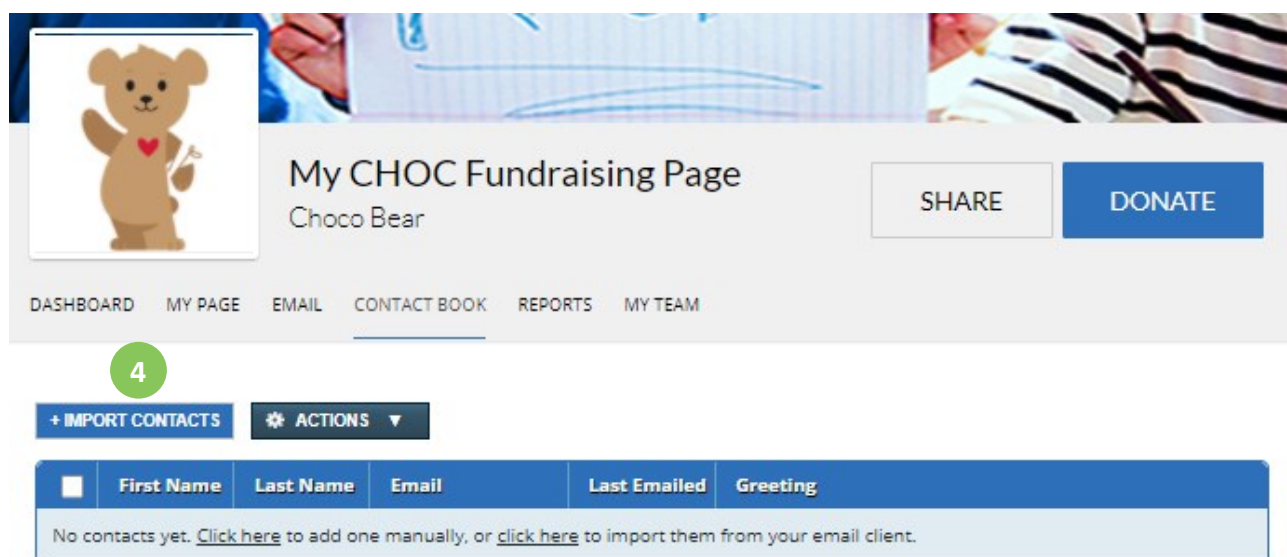 My CHOC Fundraising Page
Choco Bear
SHARE
DONATE
DASHBOARD MY PAGE EMAIL CONTACT BOOK REPORTS MY TEAM
4
+ IMPORT CONTACTS ACTIONS ▼
First Name Last Name Email Last Emailed Greeting
No contacts yet. Click here to add one manually, or click here to import them from your email client.